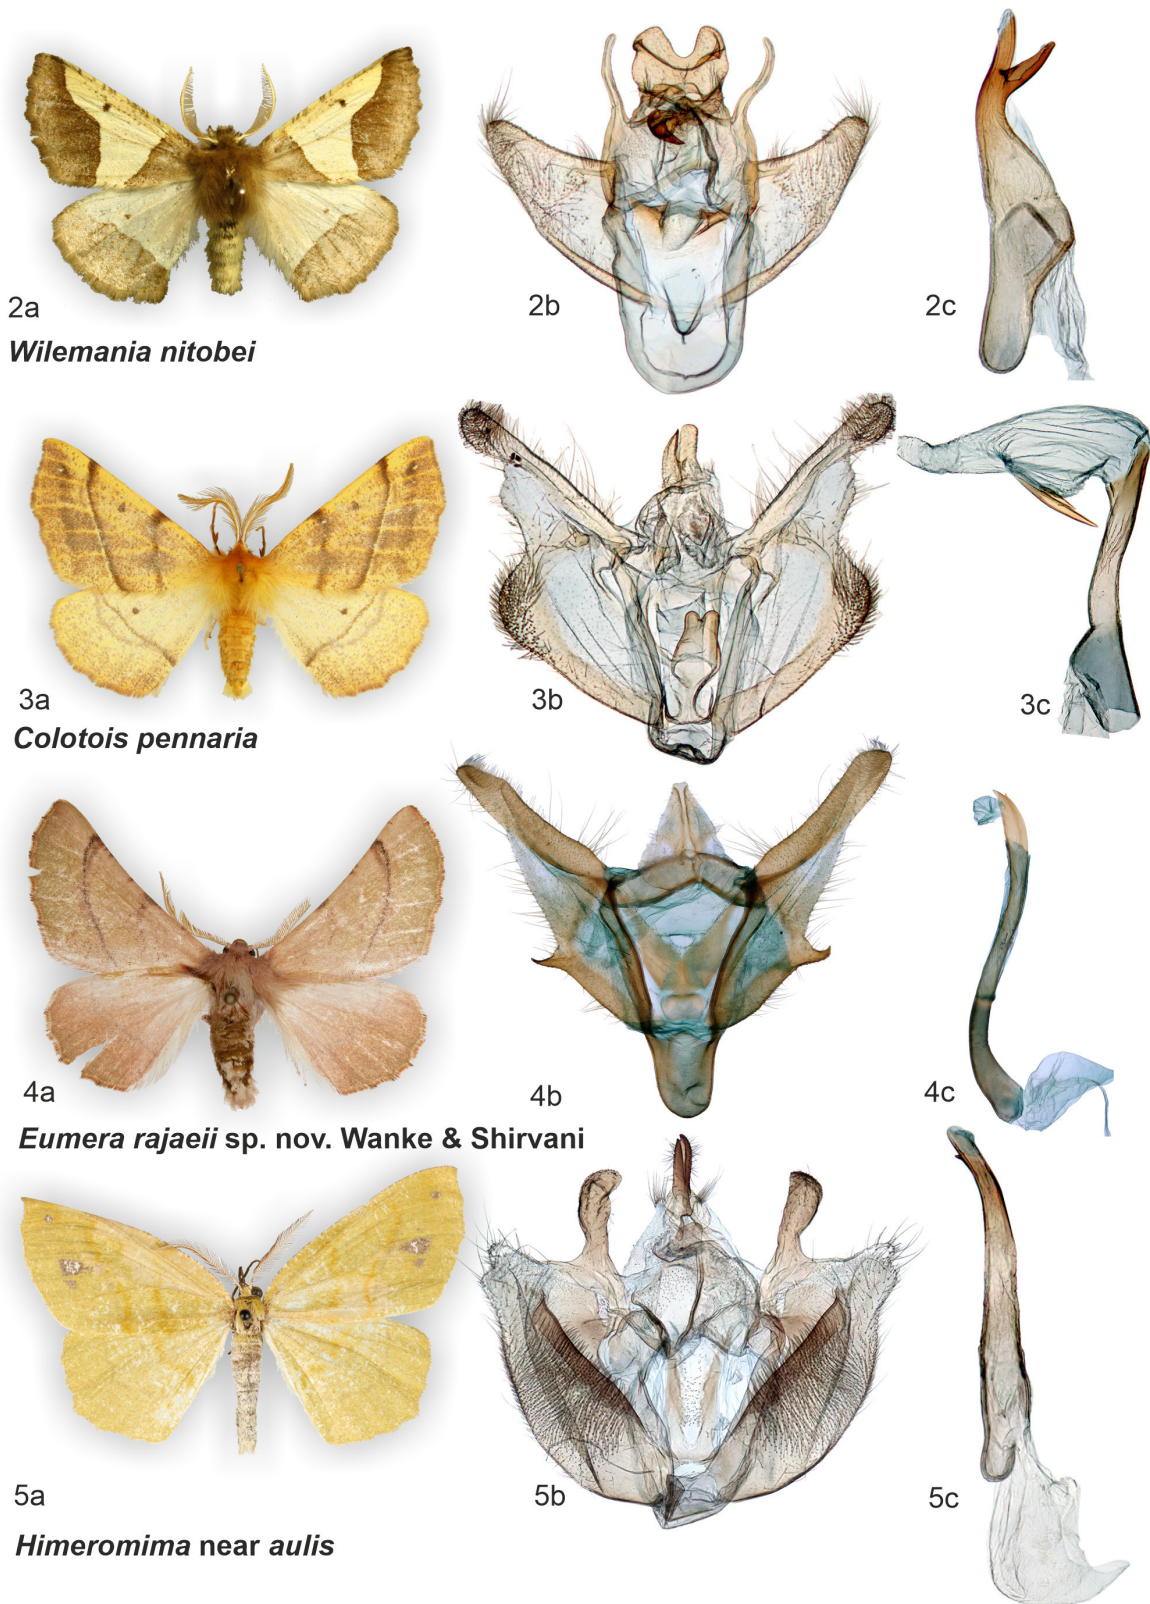 2a
2b
2c
Wilemania nitobei
3a
3b
3c
Colotois pennaria
4a
4b
4c
Eumera rajaeii sp. nov. Wanke & Shirvani
5a
5b
5c
Himeromima near aulis